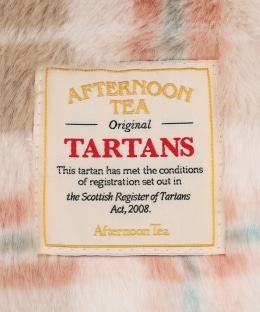 AFTERNOON
TEA
Original
TARTANS
This tartan has met the conditions
of registration set out in
the Scottish Register of Tartans
Act, 2008.
Afternoon Tea